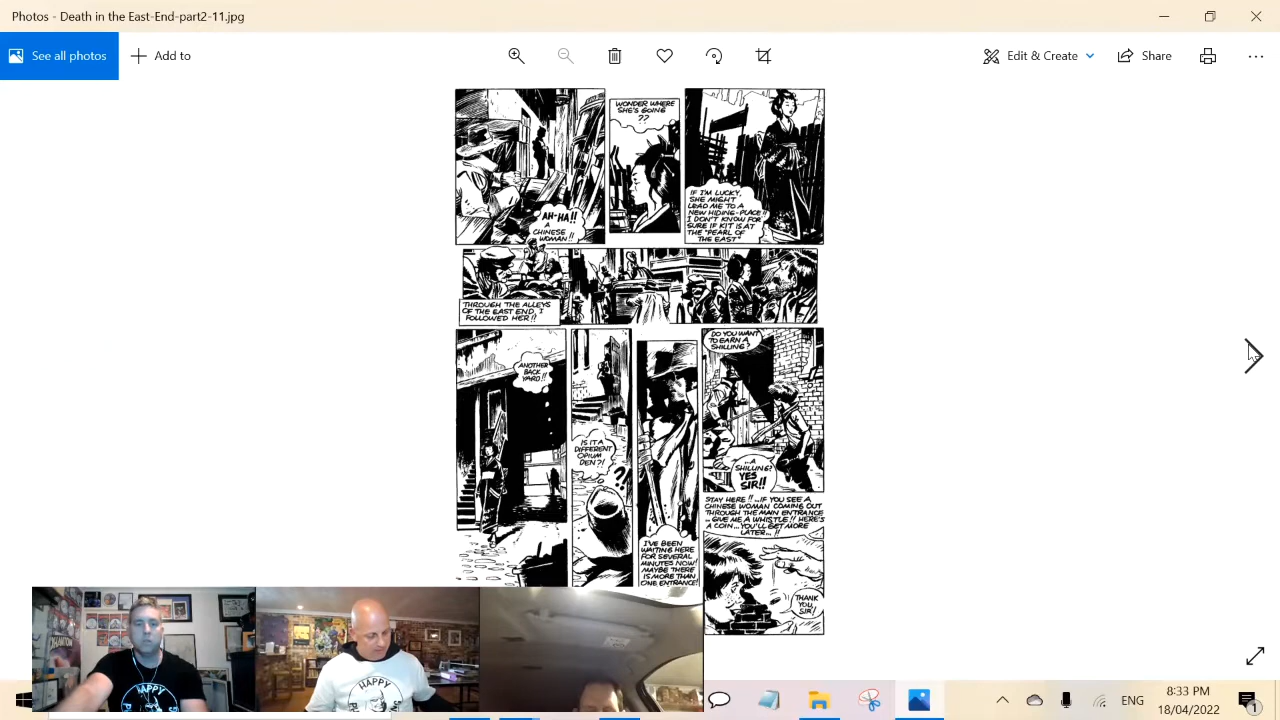 Photos - Death in the East-End-part2-11.jpg
See all photos
Add to
Edit & Create
Share
AH-HA!!
A
CHINESE
WOMAN!!
WONDER WHERE
SHE'S GOING
??
IF I'M LUCKY,
SHE MIGHT
LEAD ME TO A
NEW HIDING-PLACE!!
I DON'T KNOW FOR
SURE IF KIT IS AT
THE "PEARL OF
THE EAST"
THROUGH THE ALLEYS
OF THE EAST END, I
FOLLOWED HER!!
ANOTHER
BACK
YARD!!
IS IT A
DIFFERENT
OPIUM
DEN?!
??
I'VE BEEN
WAITING HERE
FOR SEVERAL
MINUTES NOW!
MAYBE THERE
IS MORE THAN
ONE ENTRANCE!
DO YOU WANT
TO EARN A
SHILLING?
...A
SHILLING?
YES
SIR!!
STAY HERE!!...IF YOU SEE A
CHINESE WOMAN COMING OUT
THROUGH THE MAIN ENTRANCE
..GIVE ME A WHISTLE!! HERE'S
A COIN...YOU'LL GET MORE
LATER...!!
THANK
YOU,
SIR!
HAPPY
HAPPY
ENG
8:33 PM
18/04/2022
1